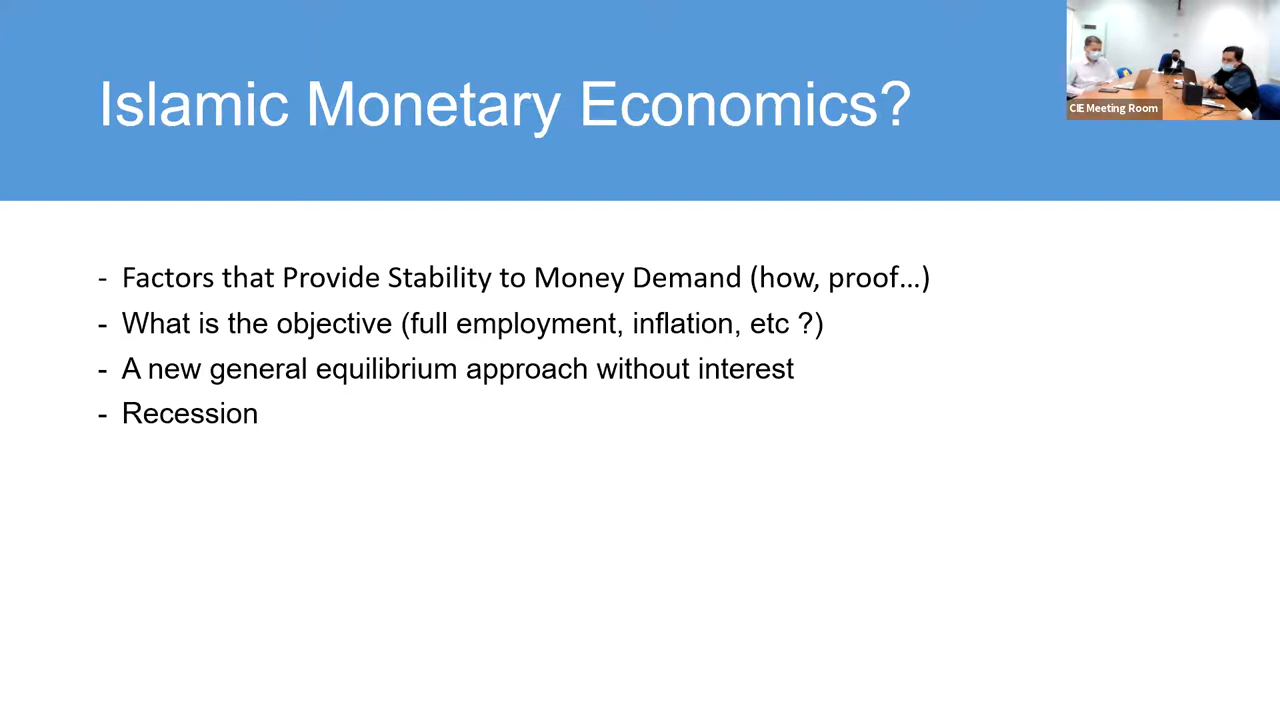 Islamic Monetary Economics?
CIE Meeting Room
- Factors that Provide Stability to Money Demand (how, proof...)
- What is the objective (full employment, inflation, etc ?)
- A new general equilibrium approach without interest
- Recession